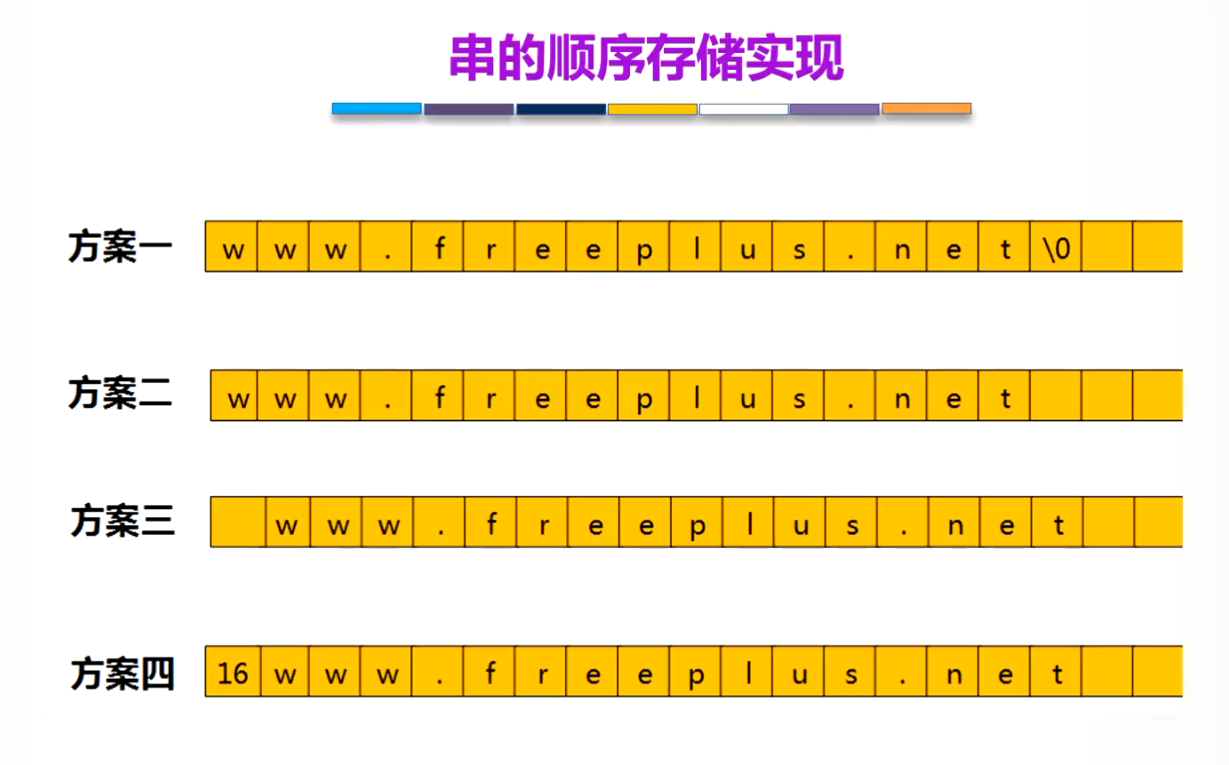 串的顺序存储实现
方案一 w w w . f r e e p l u s . n e t \0
方案二 w w w . f r e e p l u s . n e t
方案三 w w w . f r e e p l u s . n e t
方案四 16 w w w . f r e e p l u s . n e t